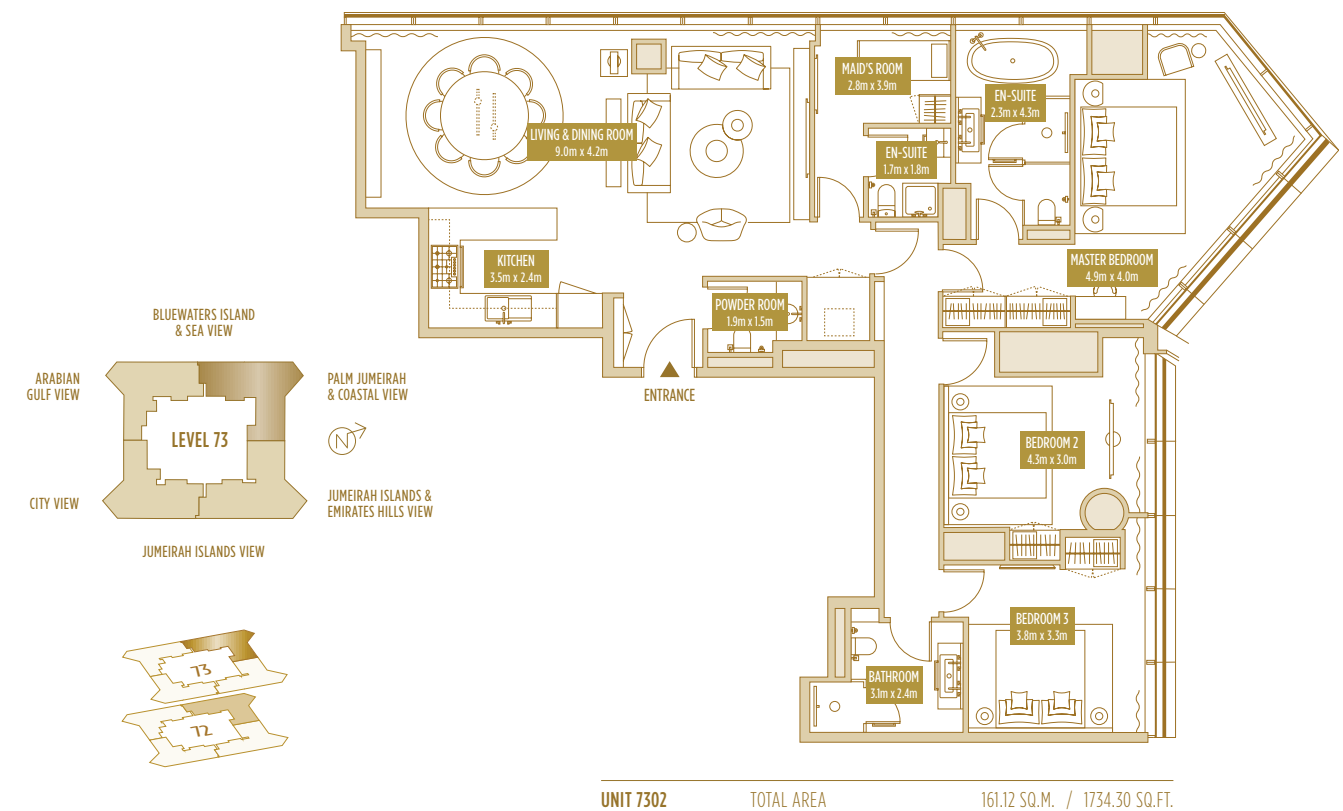 MAID'S ROOM
2.8m x 3.9m
EN-SUITE
2.3m x 4.3m
LIVING & DINING ROOM
9.0m x 4.2m
EN-SUITE
1.7m x 1.8m
KITCHEN
3.5m x 2.4m
MASTER BEDROOM
4.9m x 4.0m
POWDER ROOM
1.9m x 1.5m
ENTRANCE
BEDROOM 2
4.3m x 3.0m
BEDROOM 3
3.8m x 3.3m
BATHROOM
3.1m x 2.4m
BLUEWATERS ISLAND
& SEA VIEW
ARABIAN
GULF VIEW
PALM JUMEIRAH
& COASTAL VIEW
LEVEL 73
N
CITY VIEW
JUMEIRAH ISLANDS &
EMIRATES HILLS VIEW
JUMEIRAH ISLANDS VIEW
73
72
UNIT 7302 TOTAL AREA 161.12 SQ.M. / 1734.30 SQ.FT.